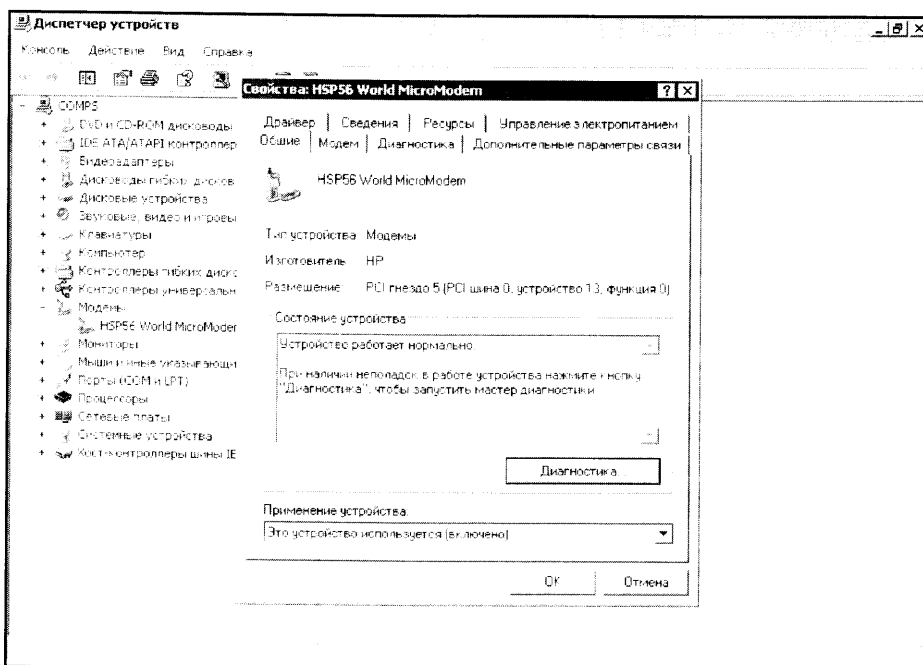 Диспетчер устройств
Консоль Действие Вид Справка
COMP5
DVD и CD-ROM дисководы
IDE ATA/ATAPI контроллер
Видеоадаптеры
Дисководы гибких дисков
Дисковые устройства
Звуковые, видео и игровы
Клавиатуры
Компьютер
Контроллеры гибких диск
Контроллеры универсальн
Модемы
HSP56 World MicroModer
Мониторы
Мыши и иные указывающи
Порты (COM и LPT)
Процессоры
Сетевые платы
Системные устройства
Хост-контроллеры шины IE
Свойства: HSP56 World MicroModem
Драйвер Сведения Ресурсы Управление электропитанием
Общие Модем Диагностика Дополнительные параметры связи
HSP56 World MicroModem
Тип устройства Модемы
Изготовитель HP
Размещение PCI гнездо 5 (PCI шина 0, устройство 13, функция 0)
Состояние устройства
Устройство работает нормально
При наличии неполадок в работе устройства нажмите кнопку
"Диагностика", чтобы запустить мастер диагностики
Диагностика...
Применение устройства:
Это устройство используется (включено)
OK Отмена